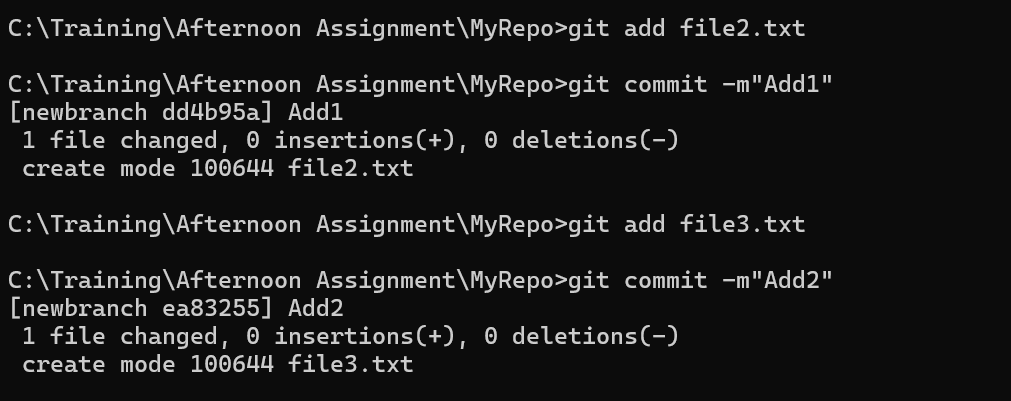 C:\Training\Afternoon Assignment\MyRepo>git add file2.txt
C:\Training\Afternoon Assignment\MyRepo>git commit -m"Add1"
[newbranch dd4b95a] Add1
 1 file changed, 0 insertions(+), 0 deletions(-)
 create mode 100644 file2.txt
C:\Training\Afternoon Assignment\MyRepo>git add file3.txt
C:\Training\Afternoon Assignment\MyRepo>git commit -m"Add2"
[newbranch ea83255] Add2
 1 file changed, 0 insertions(+), 0 deletions(-)
 create mode 100644 file3.txt